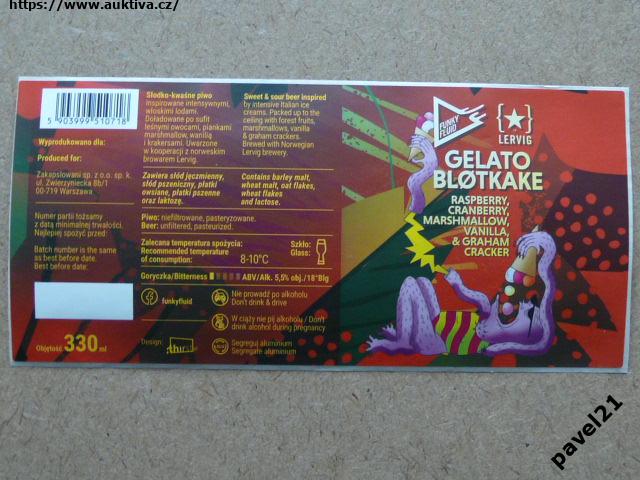 https://www.auktiva.cz/
5 903999 510718
Wyprodukowano dla:
Produced for:
Zakapslowani sp. z o.o. sp. k.
ul. Zwierzyniecka 8b/1
00-719 Warszawa
Numer partii tożsamy
z datą minimalnej trwałości.
Najlepiej spożyć przed:
Batch number is the same
as best before date.
Best before date:
Objętość 330 ml
Słodko-kwaśne piwo
inspirowane intensywnymi,
włoskimi lodami.
Doładowane po sufit
leśnymi owocami, piankami
marshmallow, wanilią
i krakersami. Uwarzone
w kooperacji z norweskim
browarem Lervig.
Sweet & sour beer inspired
by intensive Italian ice
creams. Packed up to the
ceiling with forest fruits,
marshmallows, vanilla
& graham crackers.
Brewed with Norwegian
Lervig brewery.
Zawiera słód jęczmienny,
słód pszeniczny, płatki
owsiane, płatki pszenne
oraz laktozę.
Contains barley malt,
wheat malt, oat flakes,
wheat flakes
and lactose.
Piwo: niefiltrowane, pasteryzowane.
Beer: unfiltered, pasteurized.
Zalecana temperatura spożycia:
Recommended temperature
of consumption:
8-10°C
Szkło:
Glass:
Goryczka/Bitterness
ABV/Alk. 5,5% obj./18°Blg
funkyfluid
Nie prowadź po alkoholu
Don't drink & drive
W ciąży nie pij alkoholu / Don't
drink alcohol during pregnancy
Design:
Segreguj aluminium
Segregate aluminium
FUNKY
FLUID
LERVIG
GELATO
BLØTKAKE
RASPBERRY,
CRANBERRY,
MARSHMALLOW,
VANILLA,
& GRAHAM
CRACKER
pavel21